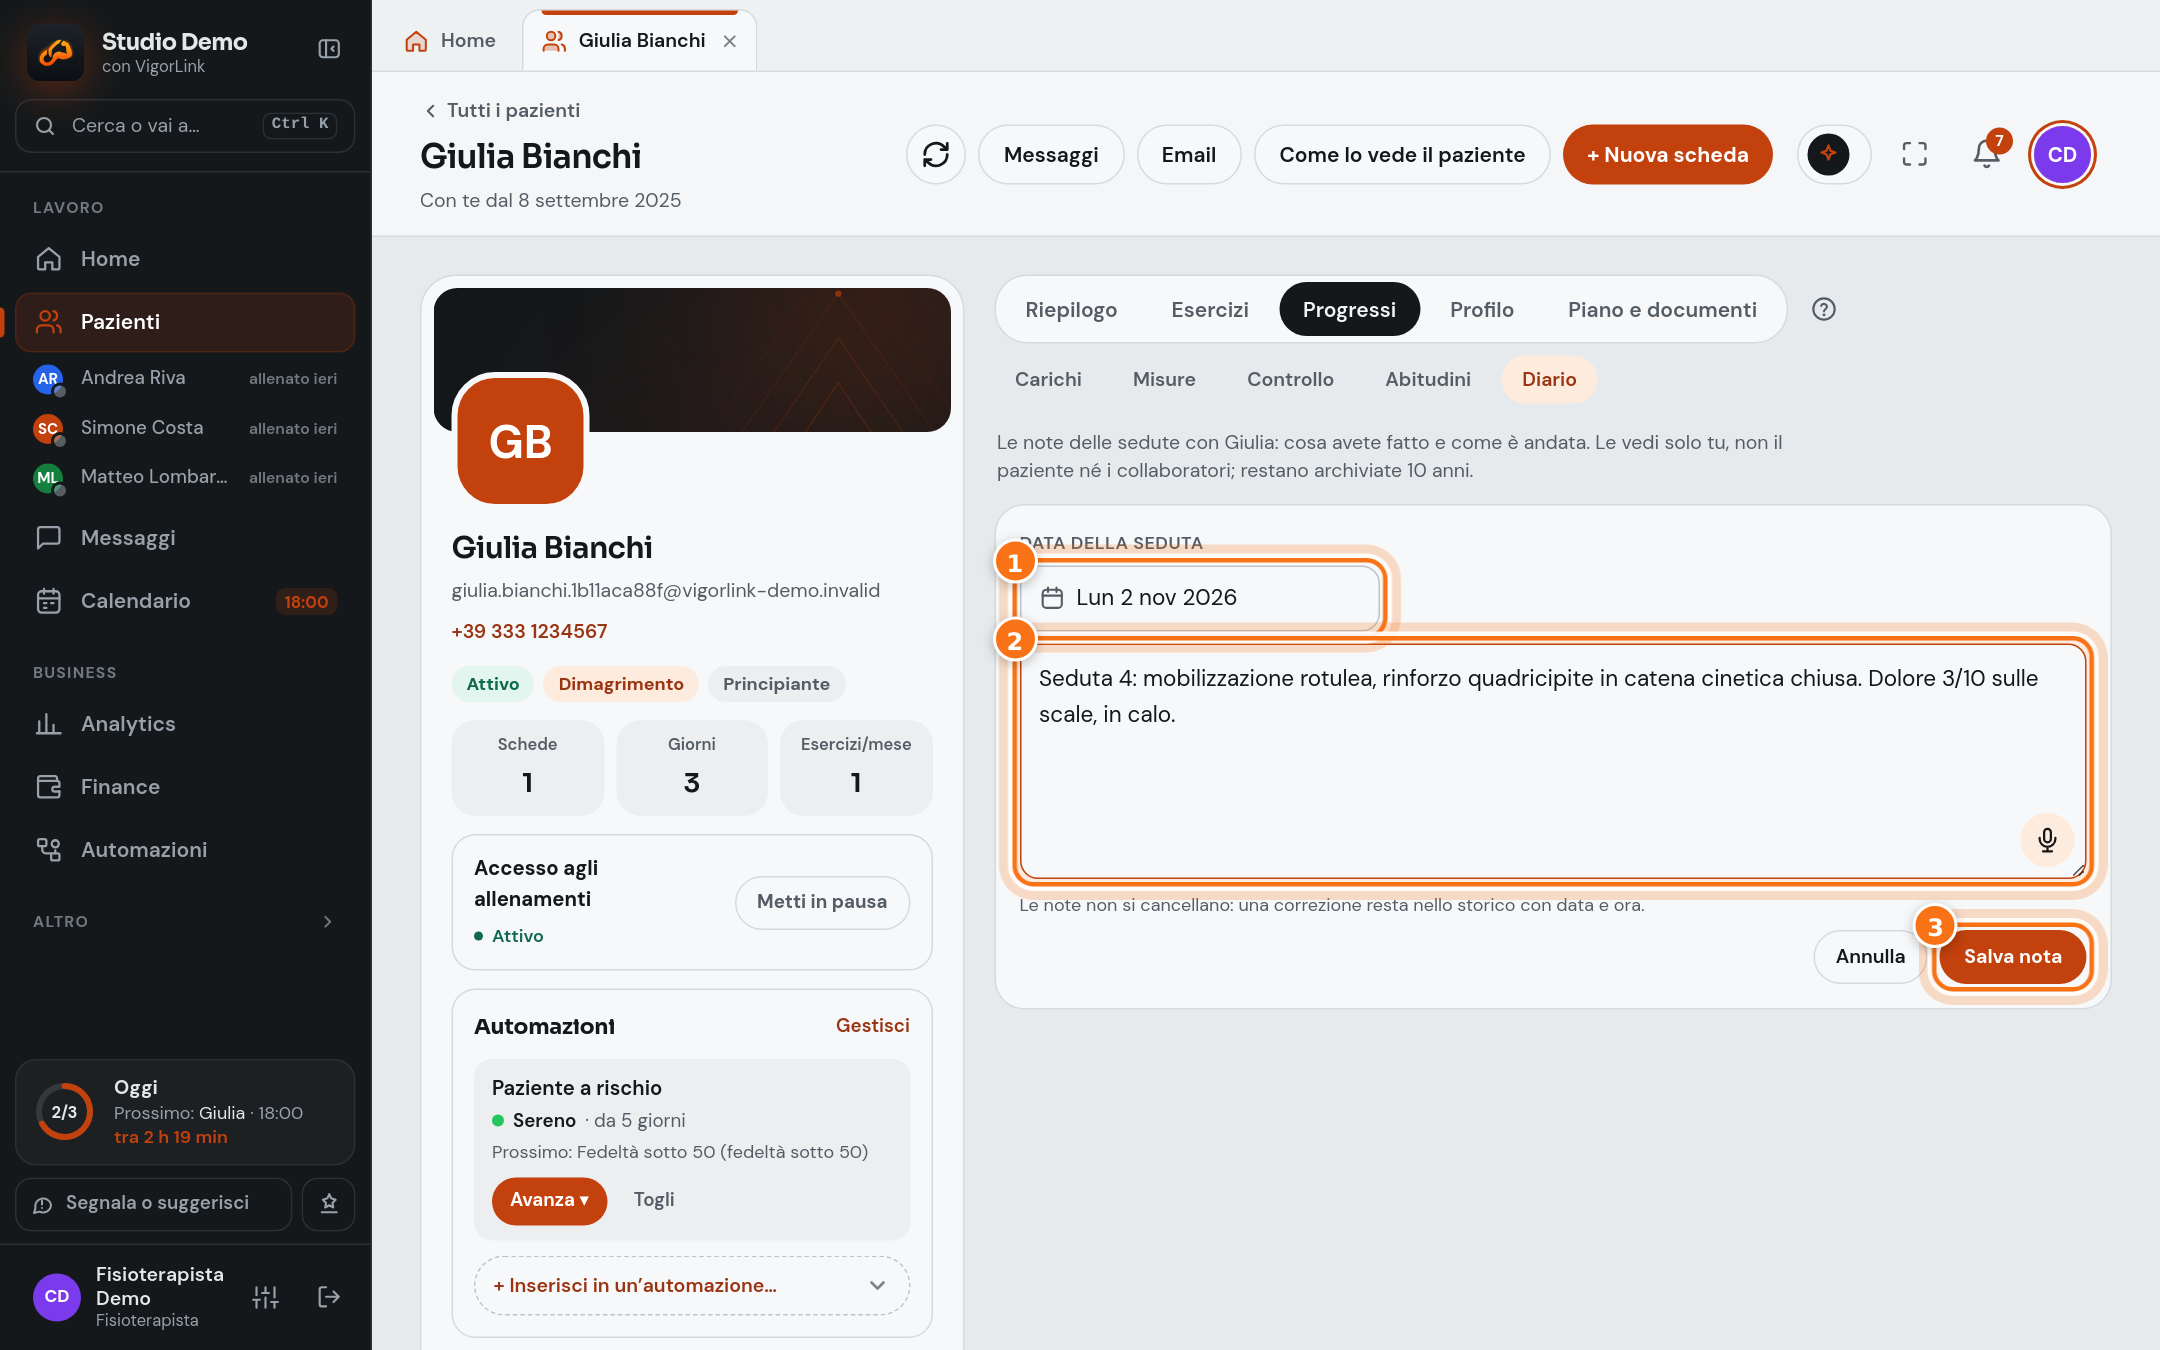 Studio Demo
con VigorLink
Cerca o vai a...
Ctrl K
LAVORO
Home
Pazienti
AR
Andrea Riva
allenato ieri
SC
Simone Costa
allenato ieri
ML
Matteo Lombar...
allenato ieri
Messaggi
Calendario
18:00
BUSINESS
Analytics
Finance
Automazioni
ALTRO
2/3
Oggi
Prossimo: Giulia · 18:00
tra 2 h 19 min
Segnala o suggerisci
CD
Fisioterapista
Demo
Fisioterapista
Home
Giulia Bianchi
Tutti i pazienti
Giulia Bianchi
Con te dal 8 settembre 2025
Messaggi
Email
Come lo vede il paziente
+ Nuova scheda
7
CD
GB
Giulia Bianchi
giulia.bianchi.1b11aca88f@vigorlink-demo.invalid
+39 333 1234567
Attivo
Dimagrimento
Principiante
Schede
1
Giorni
3
Esercizi/mese
1
Accesso agli
allenamenti
Attivo
Metti in pausa
Automazioni
Gestisci
Paziente a rischio
Sereno · da 5 giorni
Prossimo: Fedeltà sotto 50 (fedeltà sotto 50)
Avanza ▾
Togli
+ Inserisci in un’automazione...
Riepilogo
Esercizi
Progressi
Profilo
Piano e documenti
Carichi
Misure
Controllo
Abitudini
Diario
Le note delle sedute con Giulia: cosa avete fatto e come è andata. Le vedi solo tu, non il
paziente né i collaboratori; restano archiviate 10 anni.
DATA DELLA SEDUTA
1
Lun 2 nov 2026
2
Seduta 4: mobilizzazione rotulea, rinforzo quadricipite in catena cinetica chiusa. Dolore 3/10 sulle
scale, in calo.
Le note non si cancellano: una correzione resta nello storico con data e ora.
Annulla
3
Salva nota